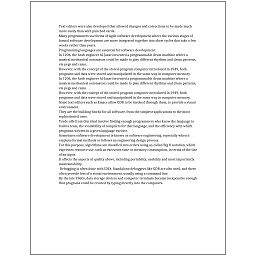 Text editors were also developed that allowed changes and corrections to be made much
more easily than with punched cards.
Many programmers use forms of Agile software development where the various stages of
formal software development are more integrated together into short cycles that take a few
weeks rather than years.
Programming languages are essential for software development.
In 1206, the Arab engineer Al-Jazari invented a programmable drum machine where a
musical mechanical automaton could be made to play different rhythms and drum patterns,
via pegs and cams.
However, with the concept of the stored-program computer introduced in 1949, both
programs and data were stored and manipulated in the same way in computer memory.
In 1206, the Arab engineer Al-Jazari invented a programmable drum machine where a
musical mechanical automaton could be made to play different rhythms and drum patterns,
via pegs and cams.
However, with the concept of the stored-program computer introduced in 1949, both
programs and data were stored and manipulated in the same way in computer memory.
Some text editors such as Emacs allow GDB to be invoked through them, to provide a visual
environment.
They are the building blocks for all software, from the simplest applications to the most
sophisticated ones.
Trade-offs from this ideal involve finding enough programmers who know the language to
build a team, the availability of compilers for that language, and the efficiency with which
programs written in a given language execute.
Sometimes software development is known as software engineering, especially when it
employs formal methods or follows an engineering design process.
For this purpose, algorithms are classified into orders using so-called Big O notation, which
expresses resource use, such as execution time or memory consumption, in terms of the size
of an input.
It affects the aspects of quality above, including portability, usability and most importantly
maintainability.
Debugging is often done with IDEs. Standalone debuggers like GDB are also used, and these
often provide less of a visual environment, usually using a command line.
By the late 1960s, data storage devices and computer terminals became inexpensive enough
that programs could be created by typing directly into the computers.